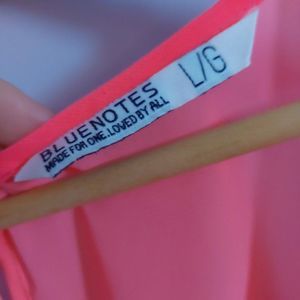 BLUENOTES
MADE FOR ONE. LOVED BY ALL
L/G